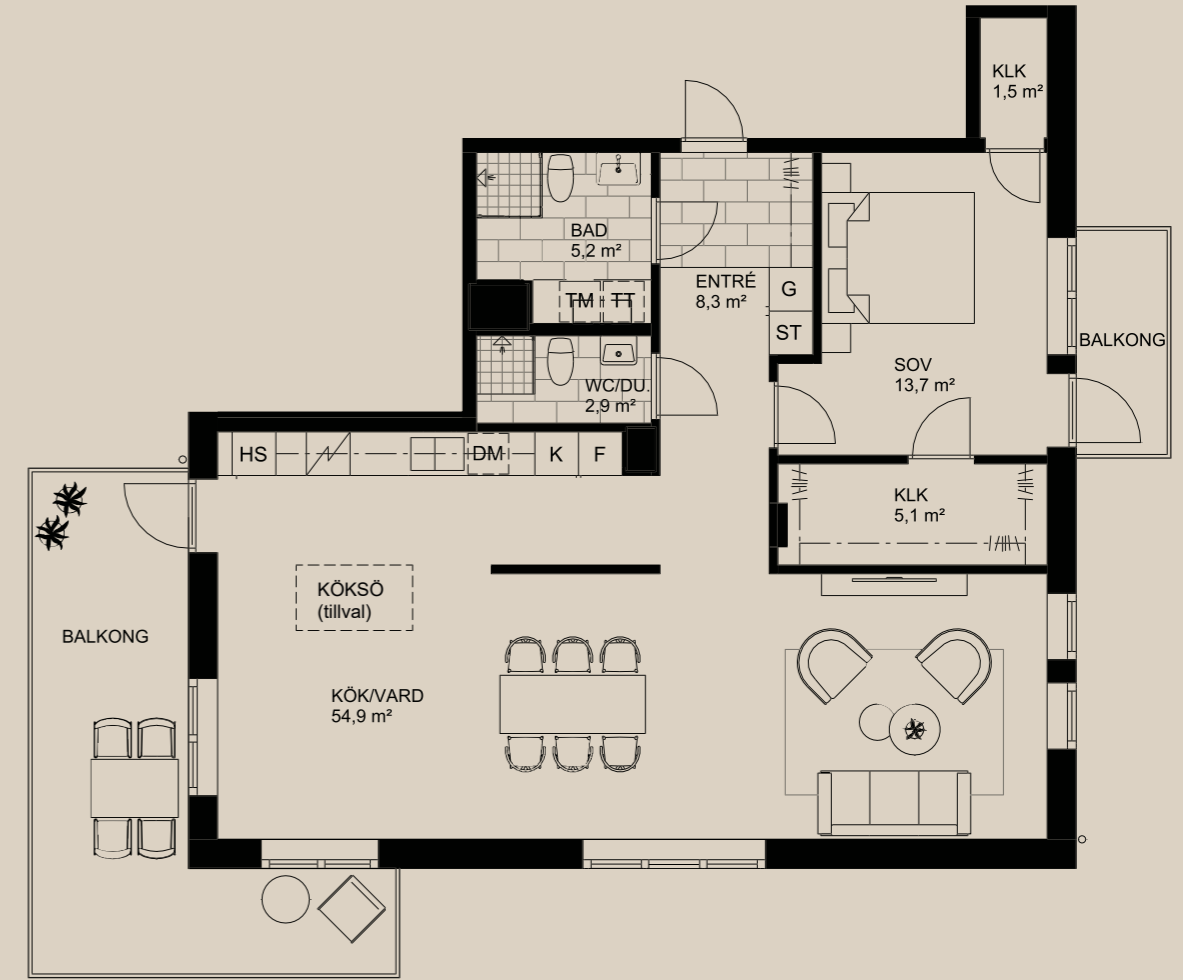 KLK
1,5 m²
BAD
5,2 m²
TM
TT
ENTRÉ
8,3 m²
G
ST
BALKONG
SOV
13,7 m²
WC/DU.
2,9 m²
HS
DM
K
F
KLK
5,1 m²
KÖKSÖ
(tillval)
BALKONG
KÖK/VARD
54,9 m²